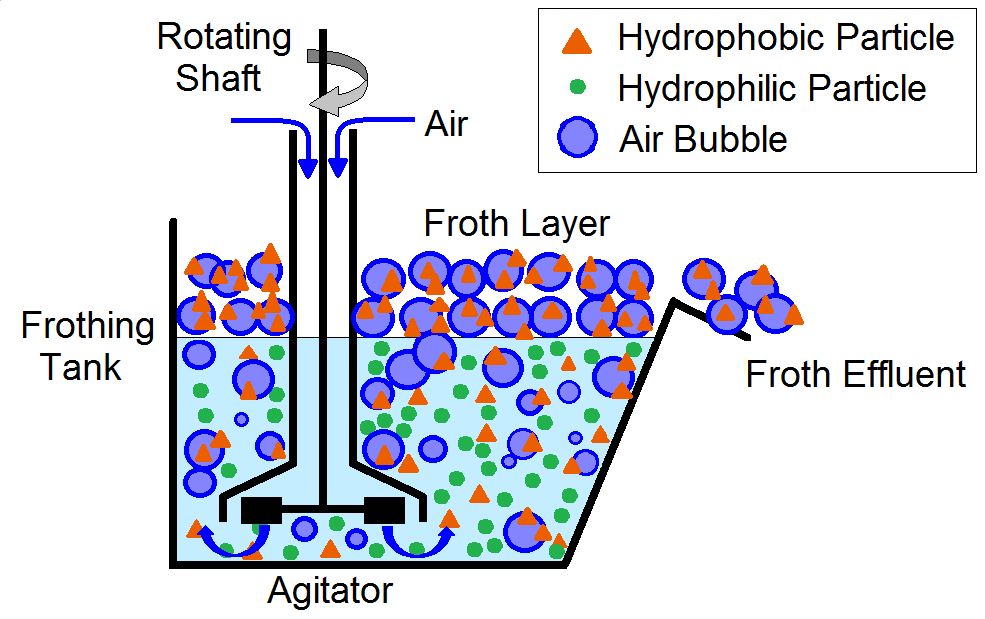 Rotating
Shaft
Air
Hydrophobic Particle
Hydrophilic Particle
Air Bubble
Froth Layer
Frothing
Tank
Froth Effluent
Agitator